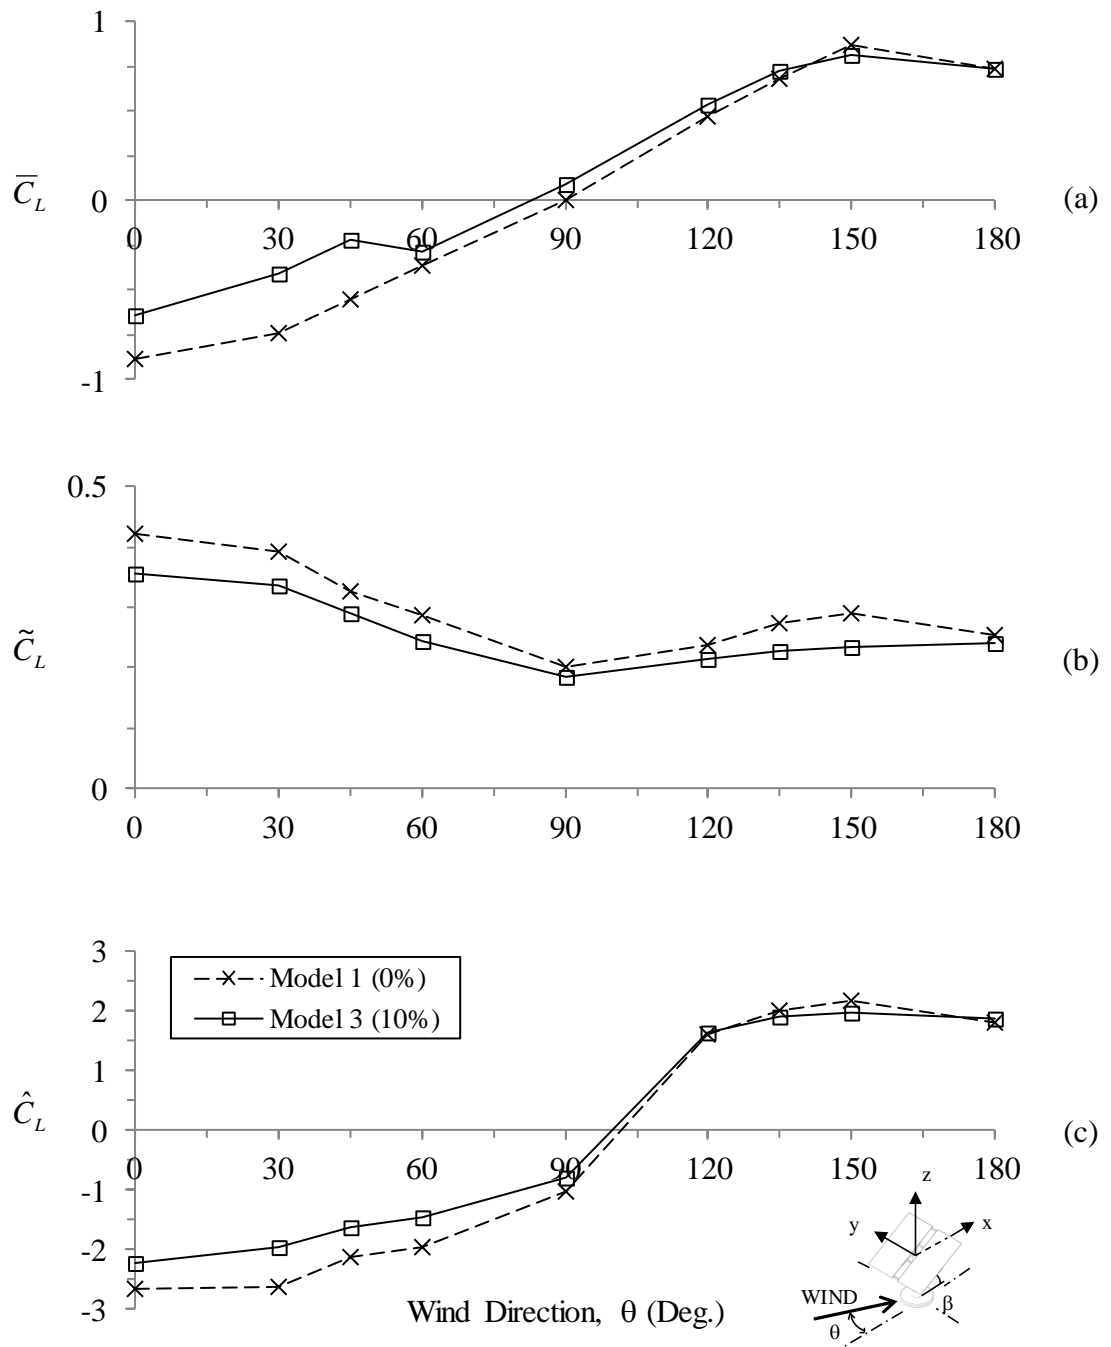 1
0
-1
C̅_L
0 30 60 90 120 150 180
(a)
0.5
0
C̃_L
0 30 60 90 120 150 180
(b)
3
2
1
0
-1
-2
-3
Ĉ_L
Model 1 (0%)
Model 3 (10%)
0 30 60 90 120 150 180
(c)
z
y
x
WIND
β
θ
Wind Direction, θ (Deg.)